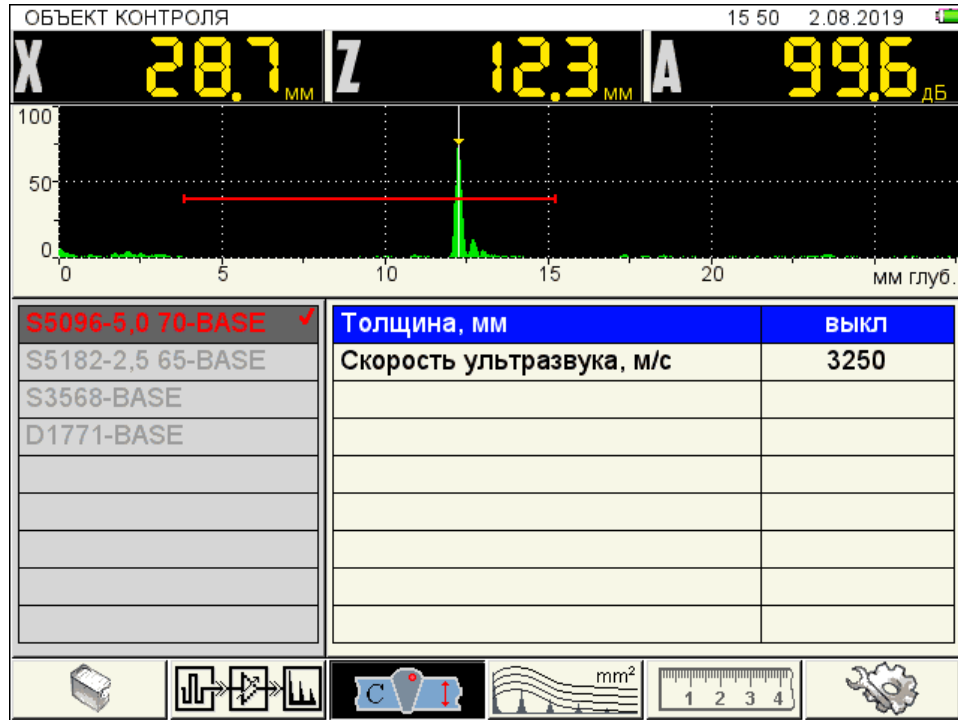 ОБЪЕКТ КОНТРОЛЯ 15 50 2.08.2019
X 28.7 мм Z 12.3 мм A 99.6 дБ
100
50
0
0 5 10 15 20 мм глуб.
S5096-5,0 70-BASE Толщина, мм выкл
S5182-2,5 65-BASE Скорость ультразвука, м/с 3250
S3568-BASE
D1771-BASE
C mm² 1 2 3 4